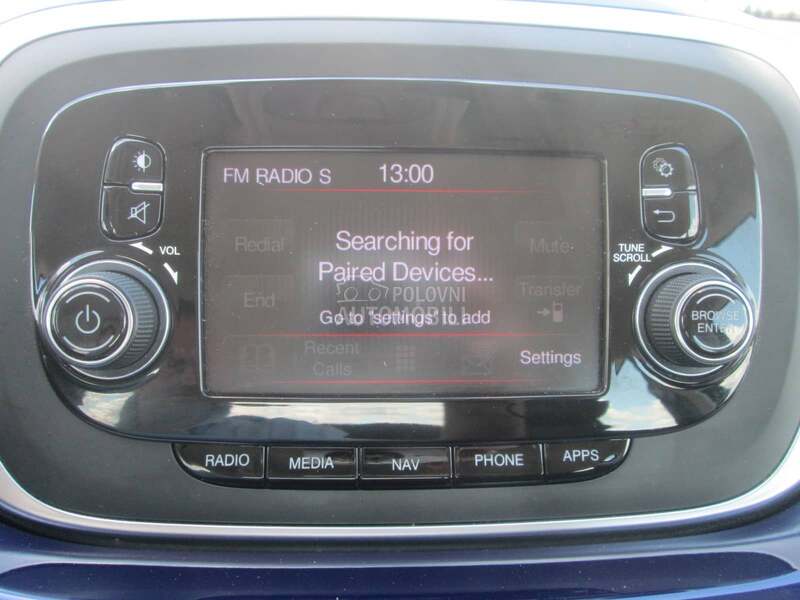 FM RADIO S 13:00
Redial
Searching for
Paired Devices...
Mute
VOL
TUNE
SCROLL
End
Transfer
POLOVNI
AUTOMOBILI
Go to 'settings' to add
BROWSE
ENTER
Recent
Calls
Settings
RADIO MEDIA NAV PHONE APPS